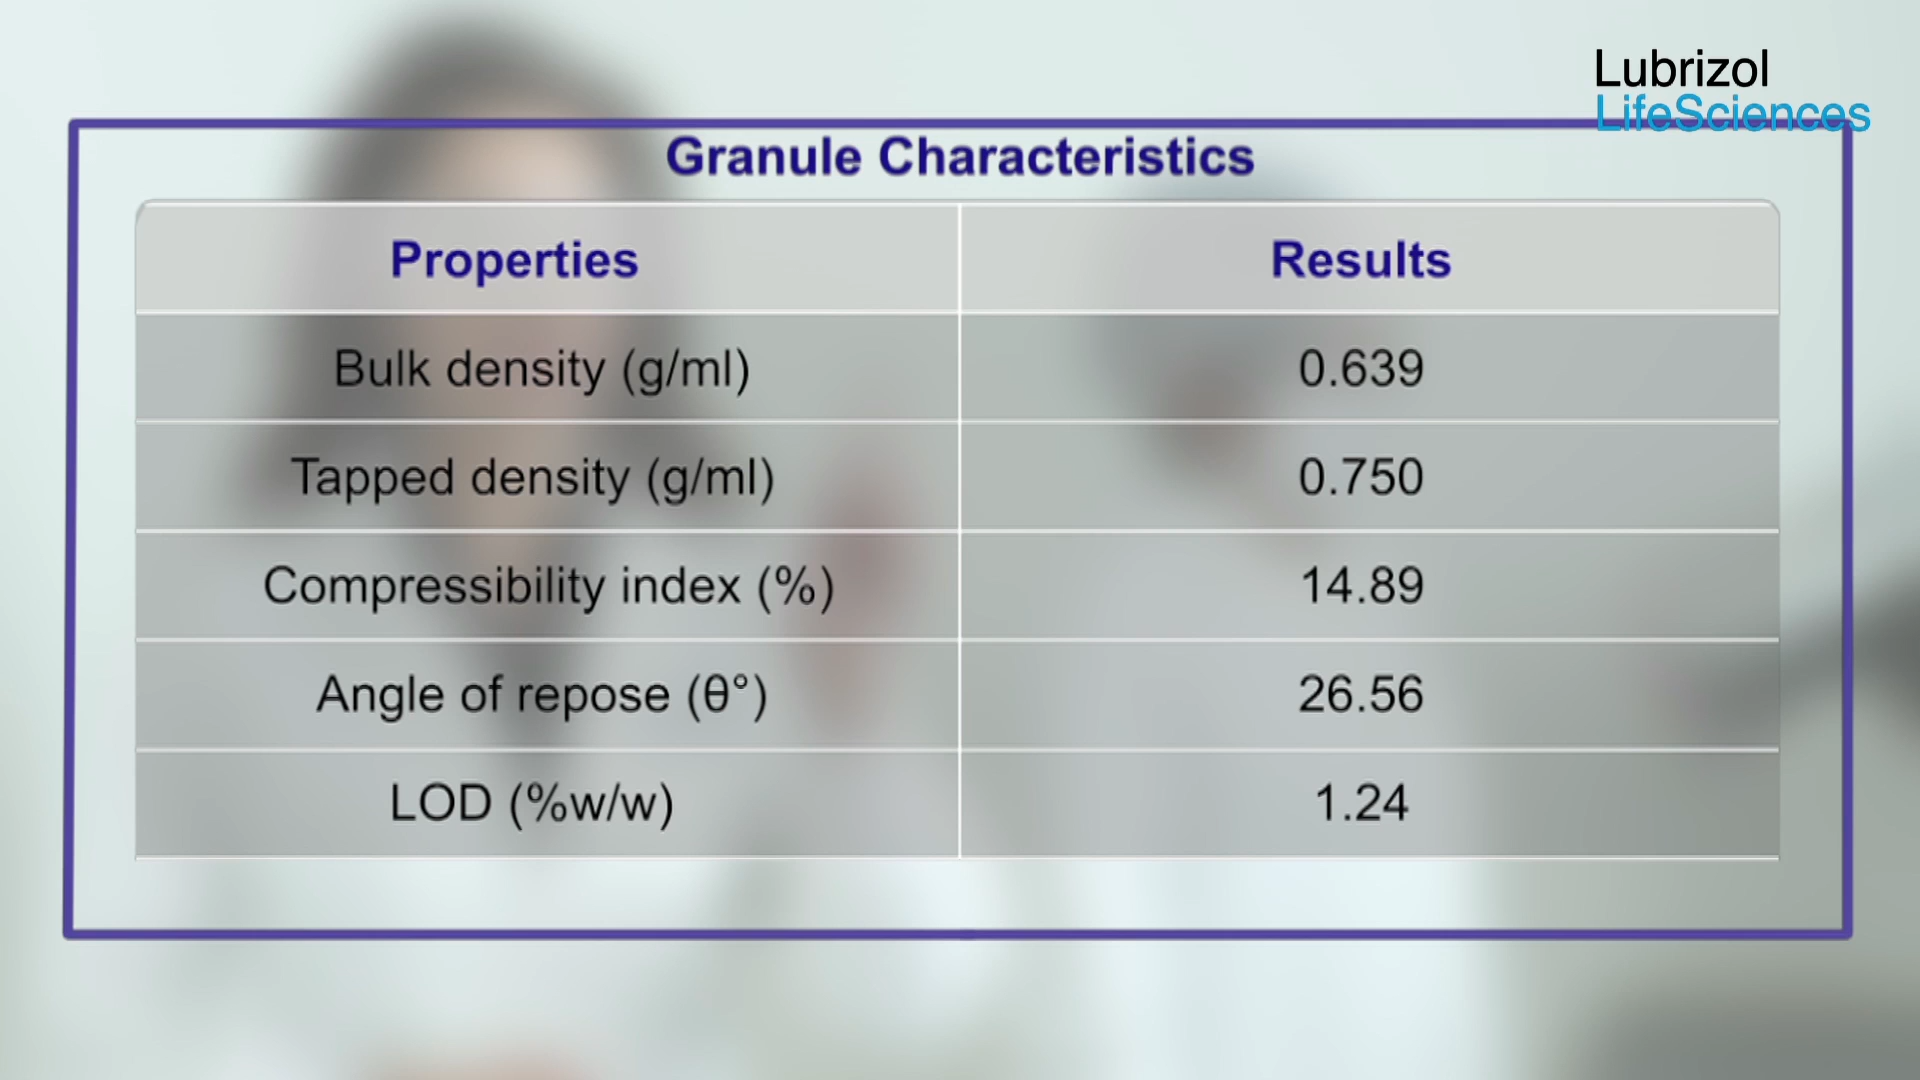 Lubrizol
LifeSciences
Granule Characteristics
Properties Results
Bulk density (g/ml) 0.639
Tapped density (g/ml) 0.750
Compressibility index (%) 14.89
Angle of repose (θ°) 26.56
LOD (%w/w) 1.24